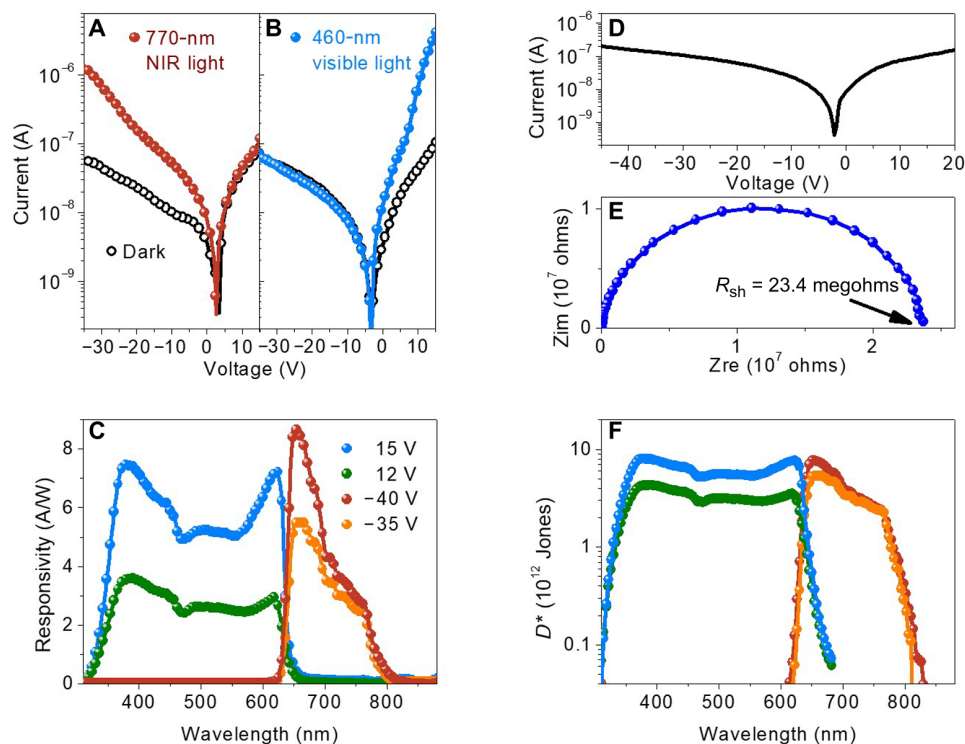 A
770-nm
NIR light
B
460-nm
visible light
10⁻⁶
10⁻⁷
10⁻⁸
10⁻⁹
Current (A)
Dark
−30 −20 −10 0 10
−30 −20 −10 0 10
Voltage (V)
D
10⁻⁶
10⁻⁷
10⁻⁸
10⁻⁹
Current (A)
−40 −30 −20 −10 0 10 20
Voltage (V)
E
1
0
Zim (10⁷ ohms)
Rsh = 23.4 megohms
0 1 2
Zre (10⁷ ohms)
C
15 V
12 V
−40 V
−35 V
8
6
4
2
0
Responsivity (A/W)
400 500 600 700 800
Wavelength (nm)
F
10
1
0.1
D* (10¹² Jones)
400 500 600 700 800
Wavelength (nm)